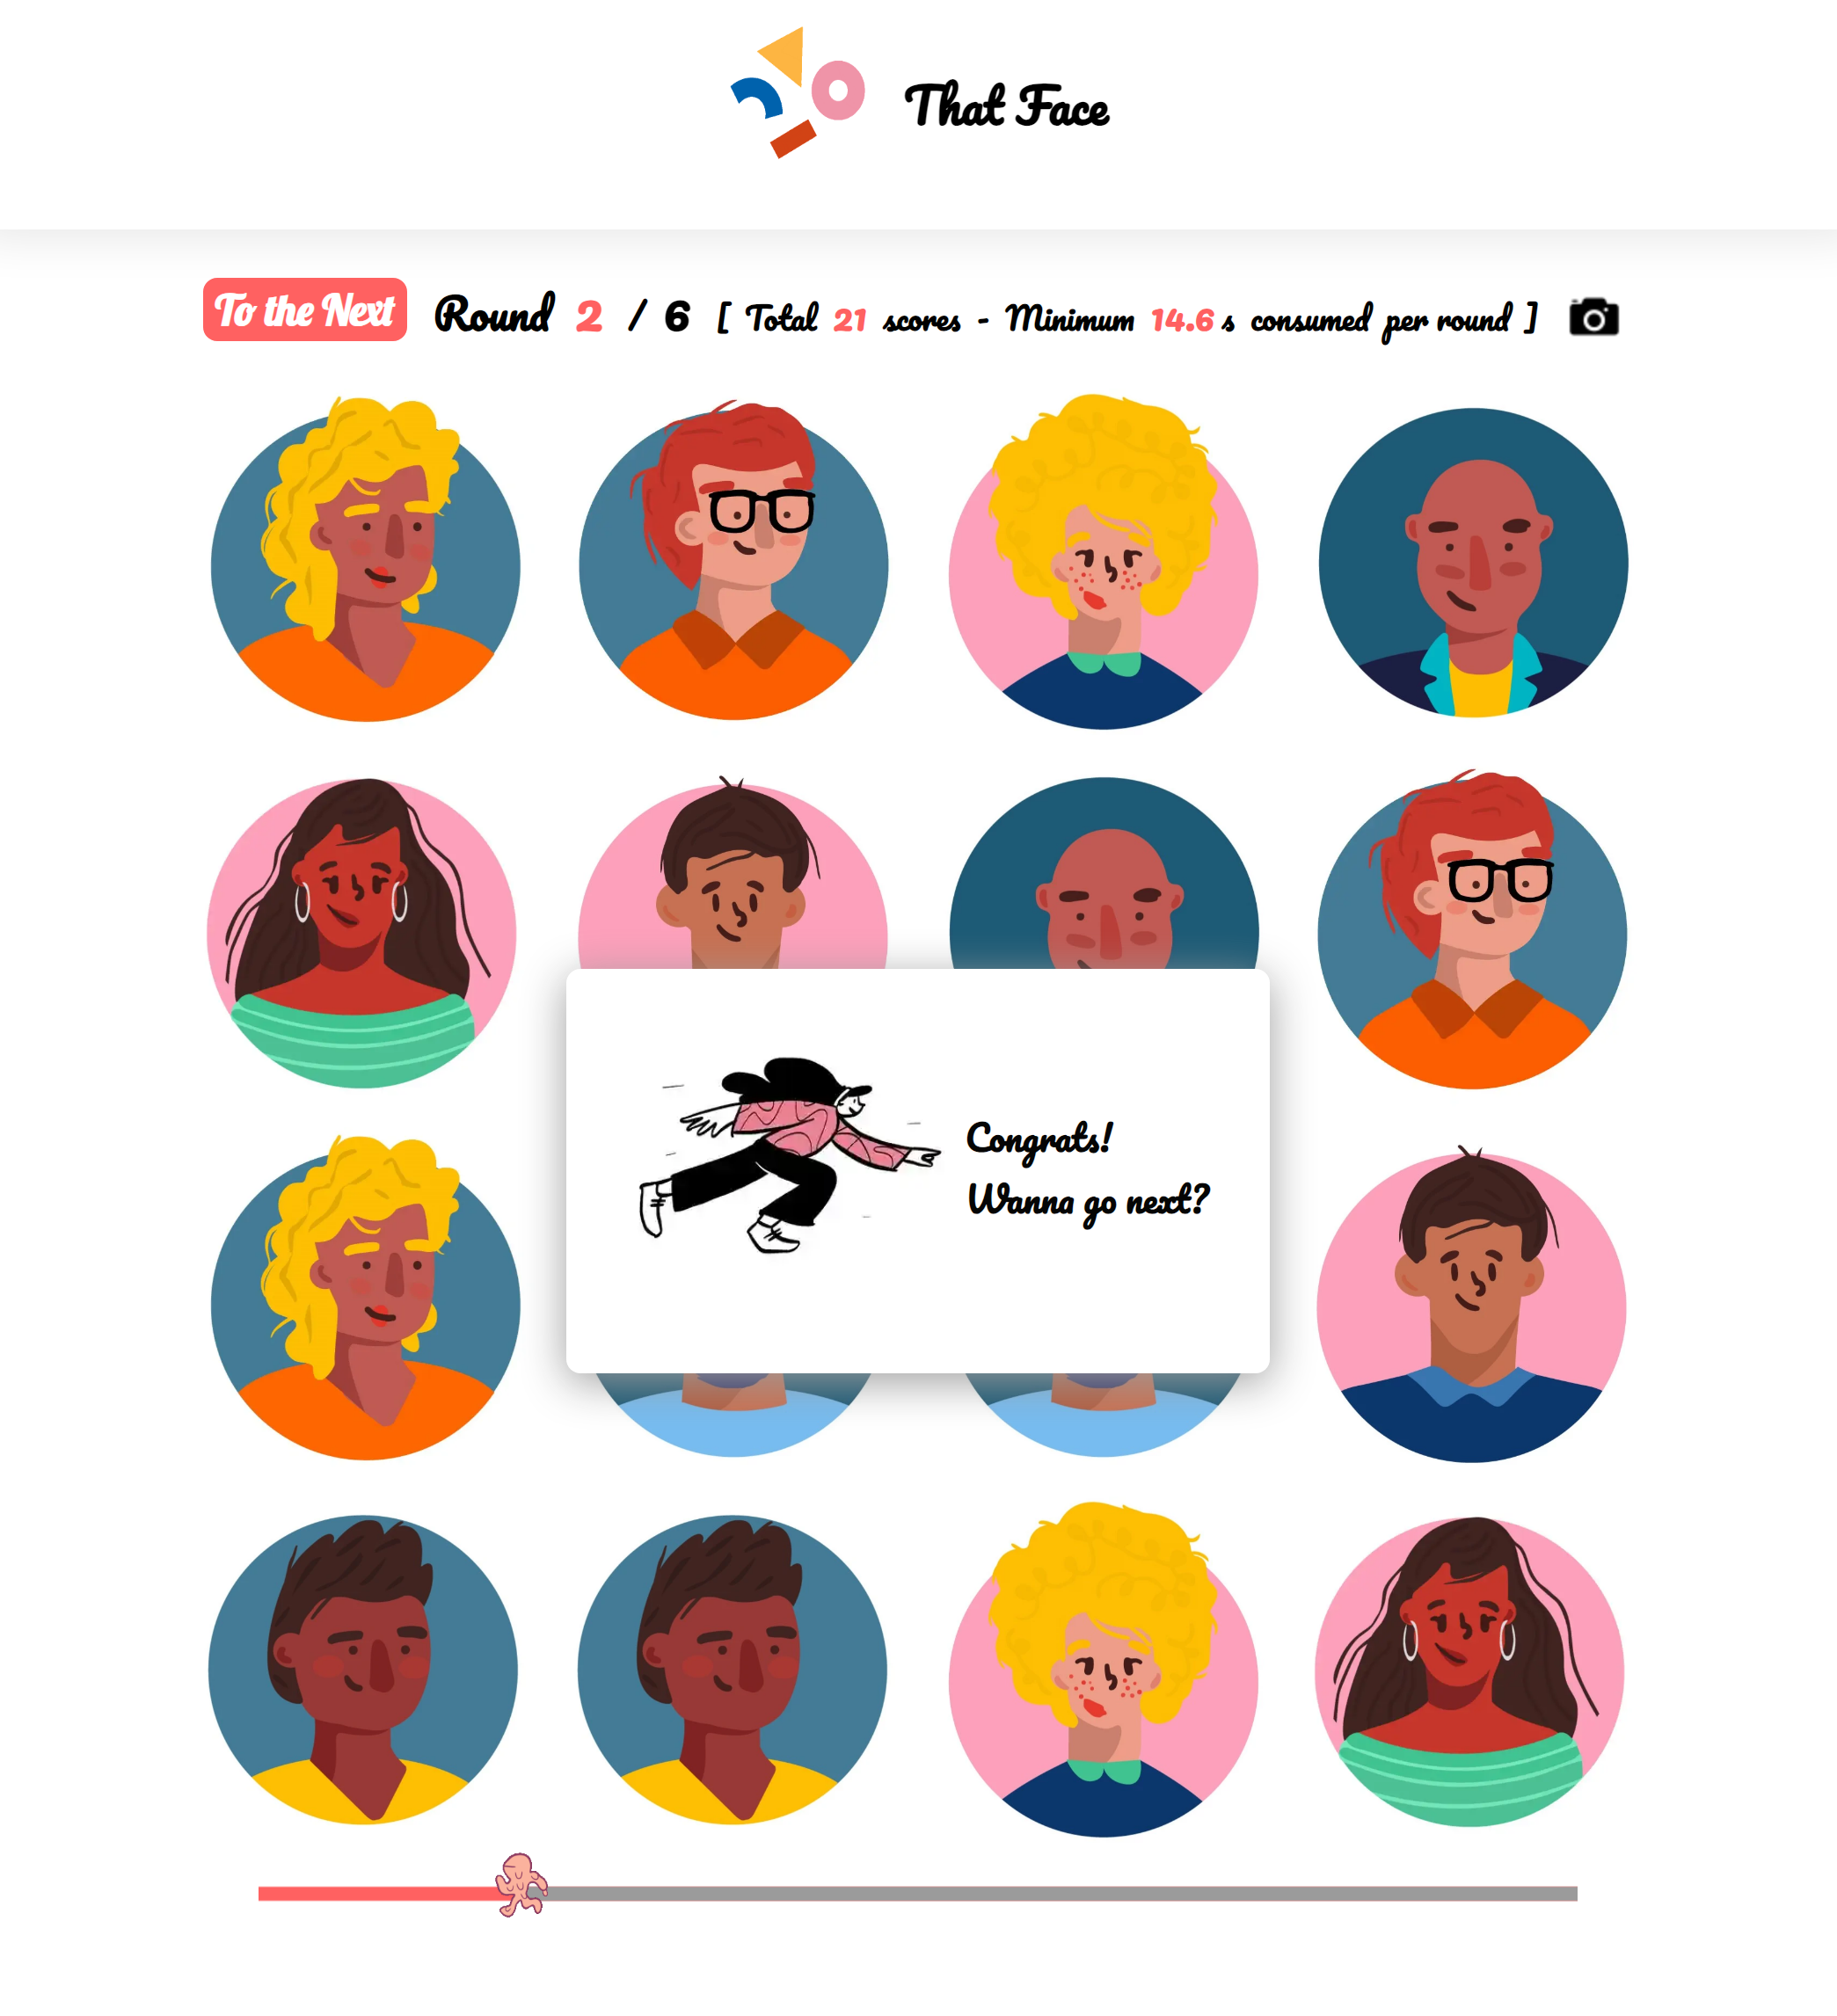 That Face
To the Next Round 2 / 6 [ Total 21 scores - Minimum 14.6 s consumed per round ]
Congrats!
Wanna go next?